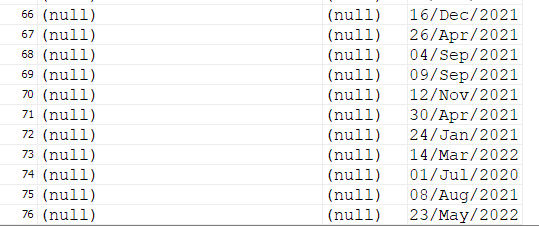 66 (null) (null) 16/Dec/2021
67 (null) (null) 26/Apr/2021
68 (null) (null) 04/Sep/2021
69 (null) (null) 09/Sep/2021
70 (null) (null) 12/Nov/2021
71 (null) (null) 30/Apr/2021
72 (null) (null) 24/Jan/2021
73 (null) (null) 14/Mar/2022
74 (null) (null) 01/Jul/2020
75 (null) (null) 08/Aug/2021
76 (null) (null) 23/May/2022